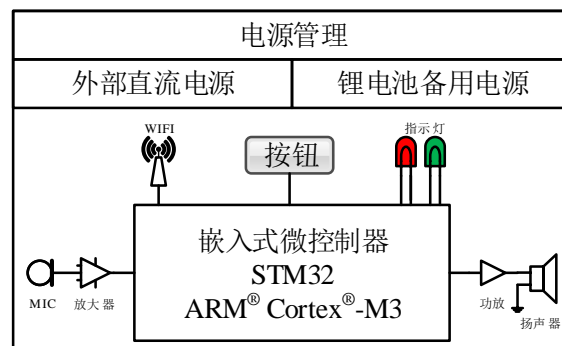 电源管理
外部直流电源
锂电池备用电源
WIFI
按钮
指示灯
嵌入式微控制器
STM32
ARM® Cortex®-M3
MIC
放大器
功放
扬声器